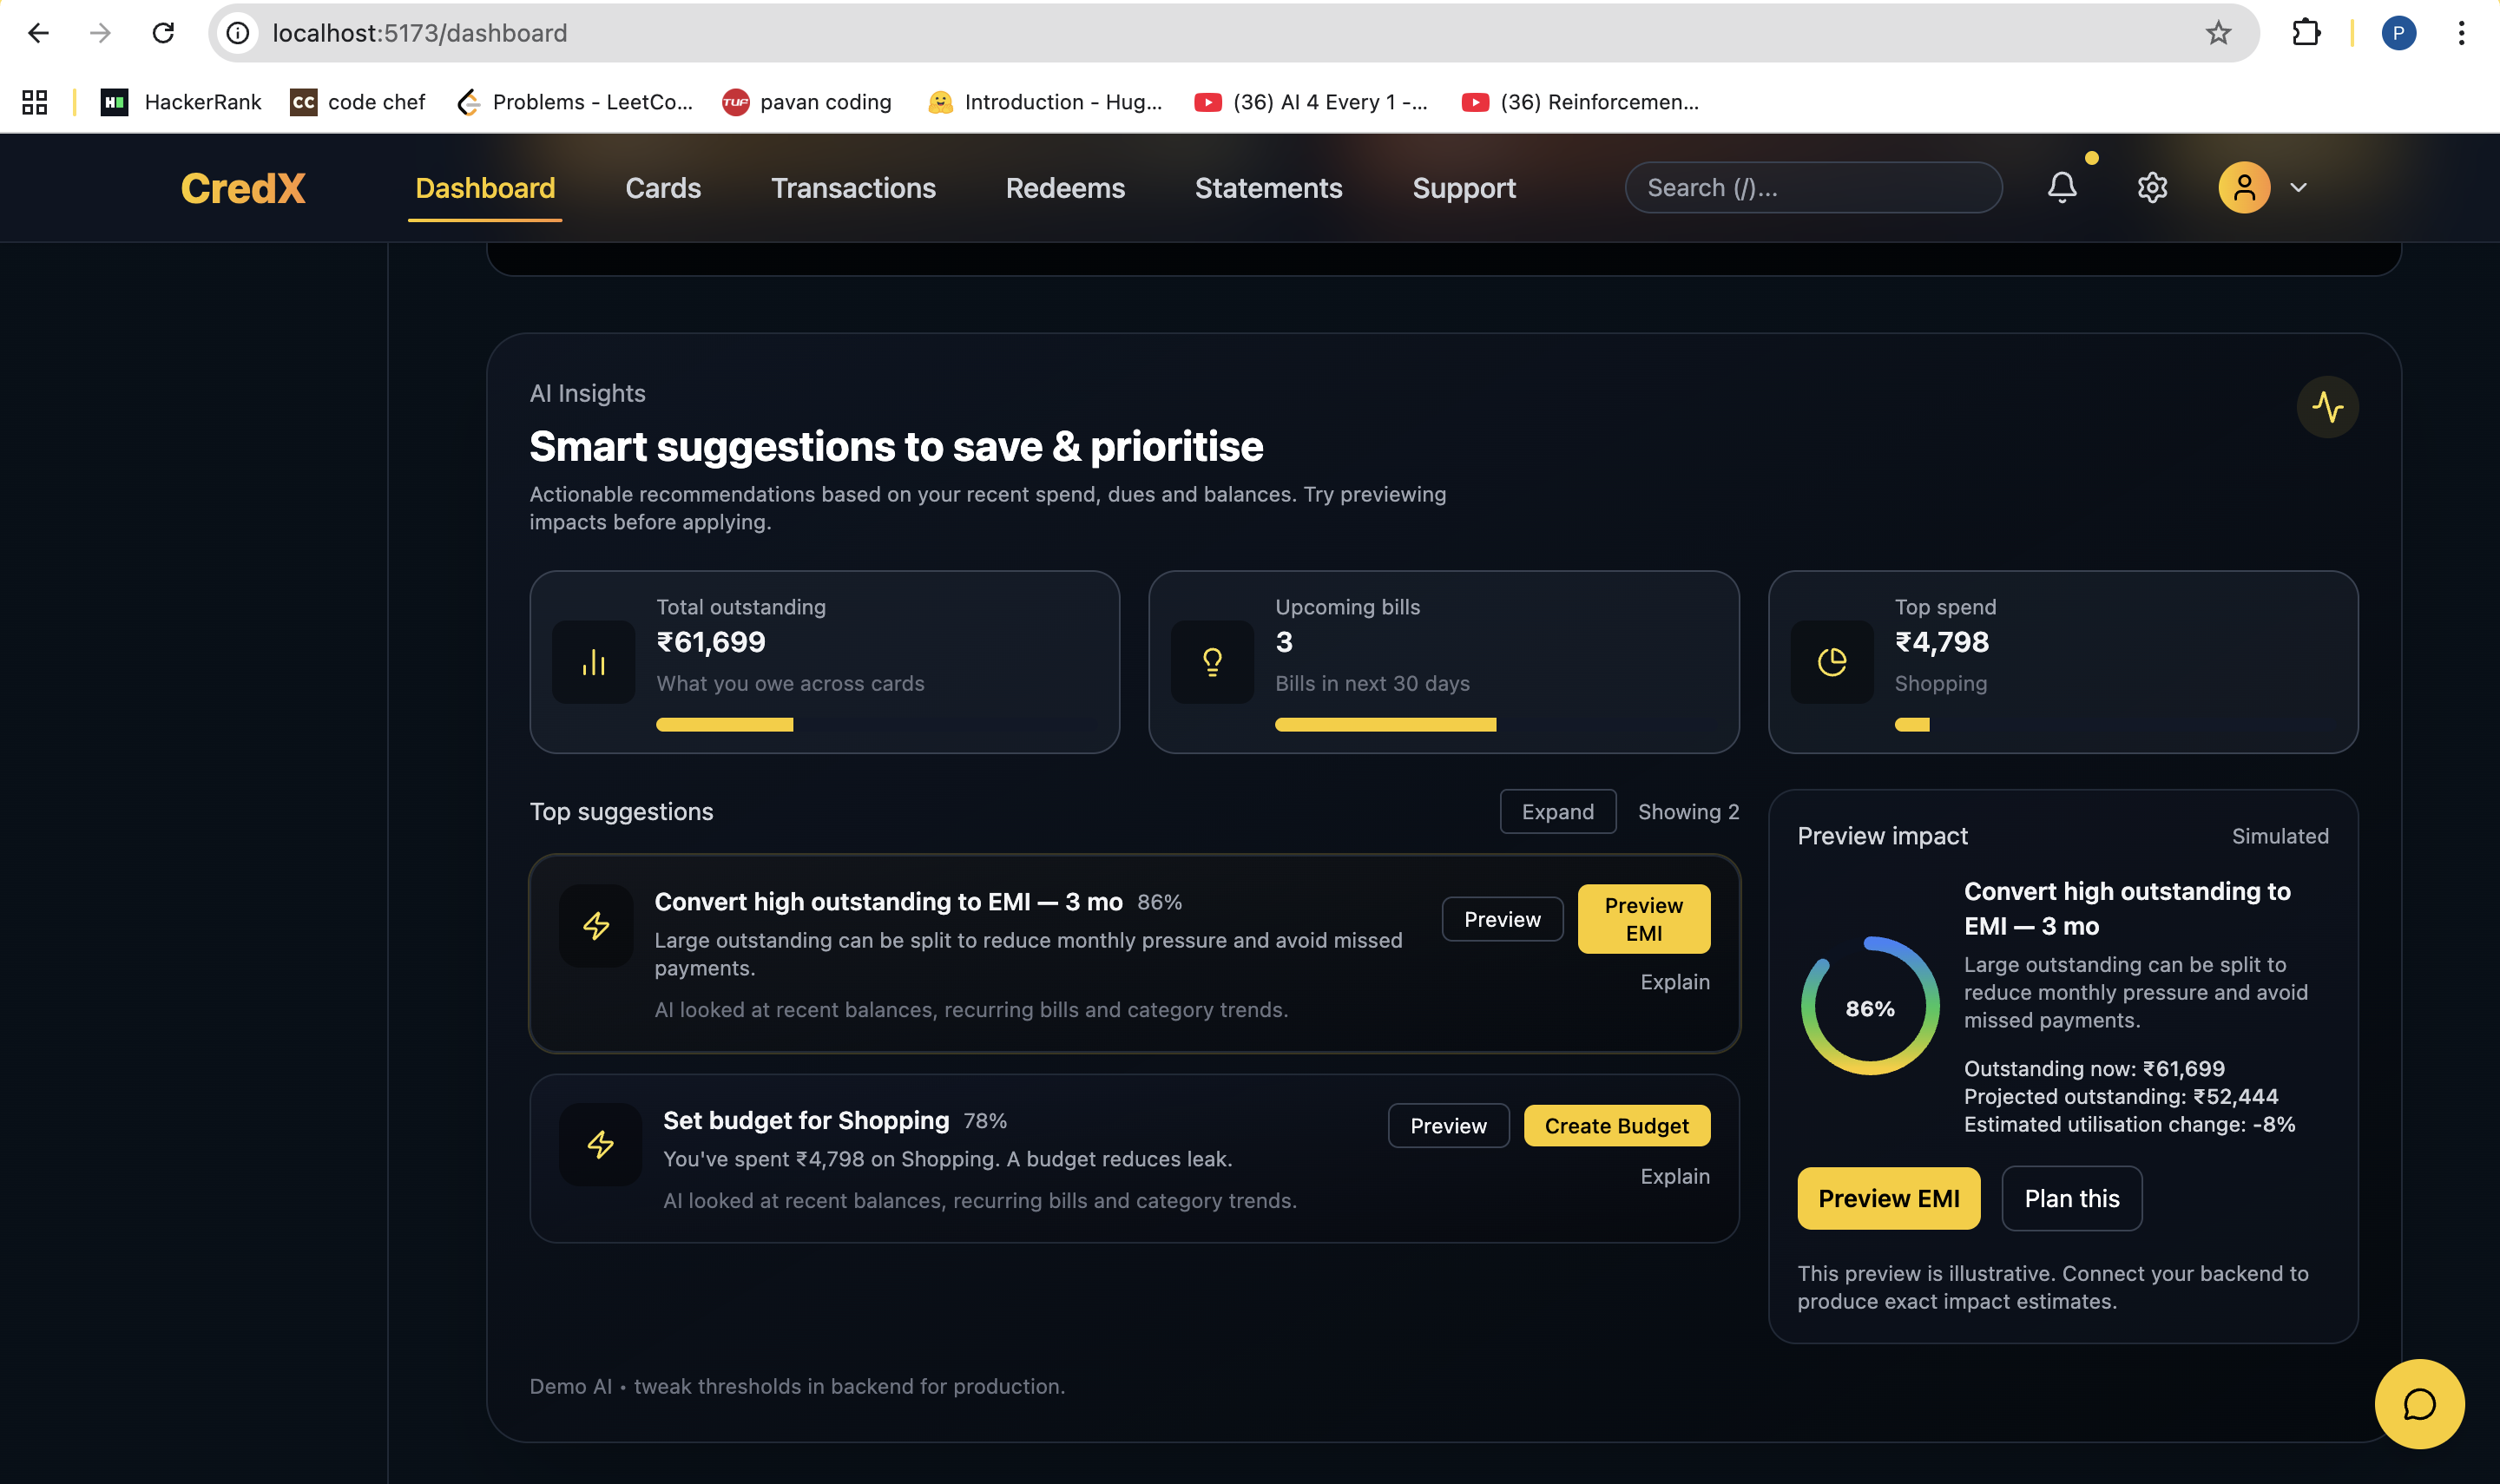 localhost:5173/dashboard
P
HackerRank
CC code chef
Problems - LeetCo...
TUF pavan coding
Introduction - Hug...
(36) AI 4 Every 1 -...
(36) Reinforcemen...
CredX
Dashboard
Cards
Transactions
Redeems
Statements
Support
Search (/)...
AI Insights
Smart suggestions to save & prioritise
Actionable recommendations based on your recent spend, dues and balances. Try previewing
impacts before applying.
Total outstanding
₹61,699
What you owe across cards
Upcoming bills
3
Bills in next 30 days
Top spend
₹4,798
Shopping
Top suggestions
Expand
Showing 2
Convert high outstanding to EMI — 3 mo 86%
Large outstanding can be split to reduce monthly pressure and avoid missed
payments.
AI looked at recent balances, recurring bills and category trends.
Preview
Preview
EMI
Explain
Set budget for Shopping 78%
You've spent ₹4,798 on Shopping. A budget reduces leak.
AI looked at recent balances, recurring bills and category trends.
Preview
Create Budget
Explain
Preview impact
Simulated
86%
Convert high outstanding to
EMI — 3 mo
Large outstanding can be split to
reduce monthly pressure and avoid
missed payments.
Outstanding now: ₹61,699
Projected outstanding: ₹52,444
Estimated utilisation change: -8%
Preview EMI
Plan this
This preview is illustrative. Connect your backend to
produce exact impact estimates.
Demo AI • tweak thresholds in backend for production.